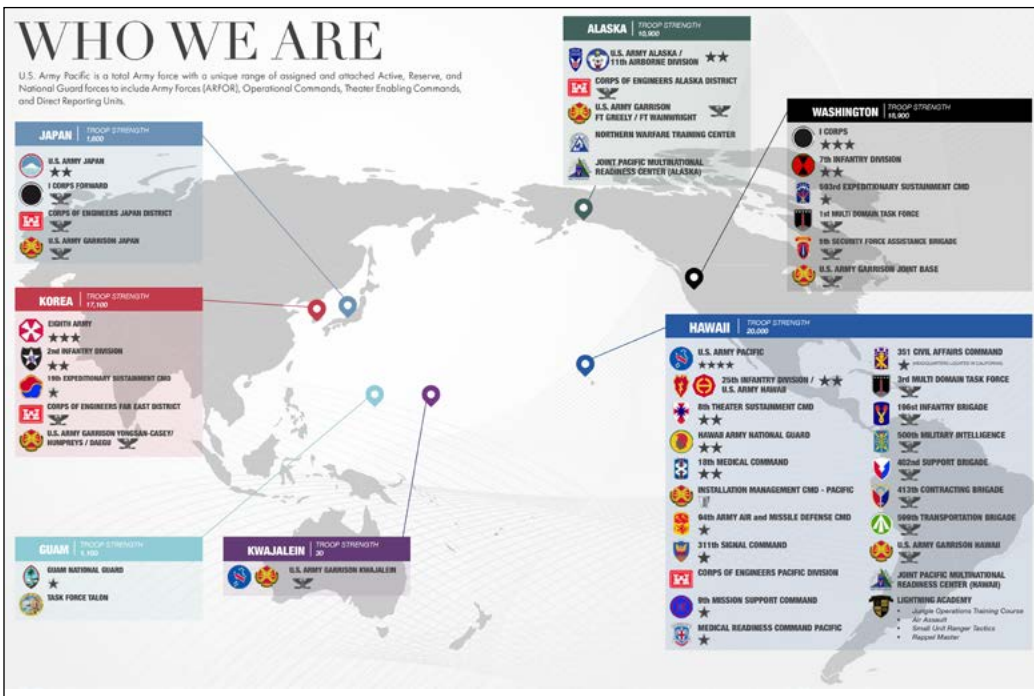 WHO WE ARE
U.S. Army Pacific is a total Army force with a unique range of assigned and attached Active, Reserve, and
National Guard forces to include Army Forces (ARFOR), Operational Commands, Theater Enabling Commands,
and Direct Reporting Units.
JAPAN
TROOP STRENGTH
1,600
U.S. ARMY JAPAN
I CORPS FORWARD
CORPS OF ENGINEERS JAPAN DISTRICT
U.S. ARMY GARRISON JAPAN
KOREA
TROOP STRENGTH
17,100
EIGHTH ARMY
2nd INFANTRY DIVISION
19th EXPEDITIONARY SUSTAINMENT CMD
CORPS OF ENGINEERS FAR EAST DISTRICT
U.S. ARMY GARRISON YONGSAN-CASEY/
HUMPHREYS / DAEGU
GUAM
TROOP STRENGTH
1,100
GUAM NATIONAL GUARD
TASK FORCE TALON
KWAJALEIN
TROOP STRENGTH
30
U.S. ARMY GARRISON KWAJALEIN
ALASKA
TROOP STRENGTH
10,900
U.S. ARMY ALASKA /
11th AIRBORNE DIVISION
CORPS OF ENGINEERS ALASKA DISTRICT
U.S. ARMY GARRISON
FT GREELY / FT WAINWRIGHT
NORTHERN WARFARE TRAINING CENTER
JOINT PACIFIC MULTINATIONAL
READINESS CENTER (ALASKA)
WASHINGTON
TROOP STRENGTH
I CORPS
7th INFANTRY DIVISION
593rd EXPEDITIONARY SUSTAINMENT CMD
1st MULTI DOMAIN TASK FORCE
5th SECURITY FORCE ASSISTANCE BRIGADE
U.S. ARMY GARRISON JOINT BASE
HAWAII
TROOP STRENGTH
20,000
U.S. ARMY PACIFIC
25th INFANTRY DIVISION /
U.S. ARMY HAWAII
8th THEATER SUSTAINMENT CMD
HAWAII ARMY NATIONAL GUARD
18th MEDICAL COMMAND
INSTALLATION MANAGEMENT CMD - PACIFIC
94th ARMY AIR and MISSILE DEFENSE CMD
311th SIGNAL COMMAND
CORPS OF ENGINEERS PACIFIC DIVISION
9th MISSION SUPPORT COMMAND
MEDICAL READINESS COMMAND PACIFIC
351 CIVIL AFFAIRS COMMAND
(HEADQUARTERS LOCATED IN CALIFORNIA)
3rd MULTI DOMAIN TASK FORCE
196st INFANTRY BRIGADE
500th MILITARY INTELLIGENCE
402nd SUPPORT BRIGADE
413th CONTRACTING BRIGADE
599th TRANSPORTATION BRIGADE
U.S. ARMY GARRISON HAWAII
JOINT PACIFIC MULTINATIONAL
READINESS CENTER (HAWAII)
LIGHTNING ACADEMY
• Jungle Operations Training Course
• Air Assault
• Small Unit Ranger Tactics
• Rappel Master